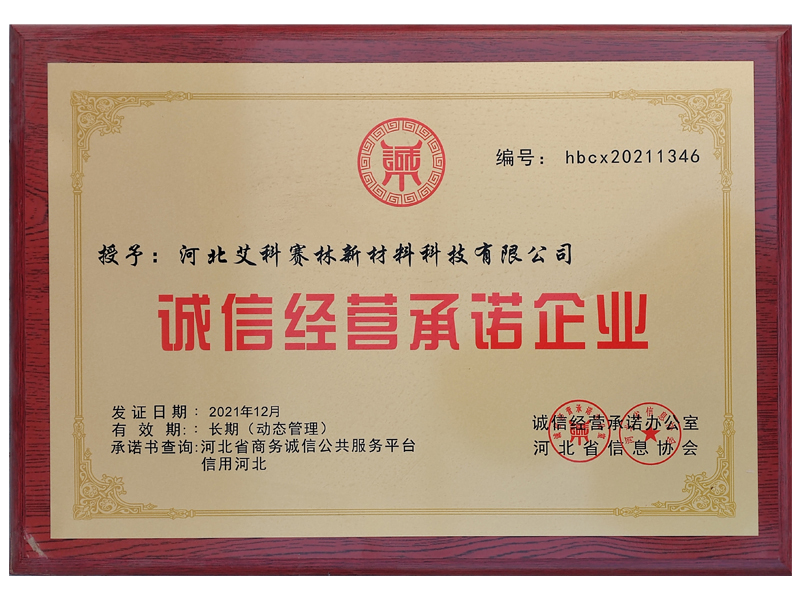 誠
编号： hbcx20211346
授予：河北艾科赛林新材料科技有限公司
诚信经营承诺企业
发证日期：2021年12月
有 效 期：：长期（动态管理）
承诺书查询:河北省商务诚信公共服务平台
信用河北
诚信经营承诺办公室
河北省信息协会